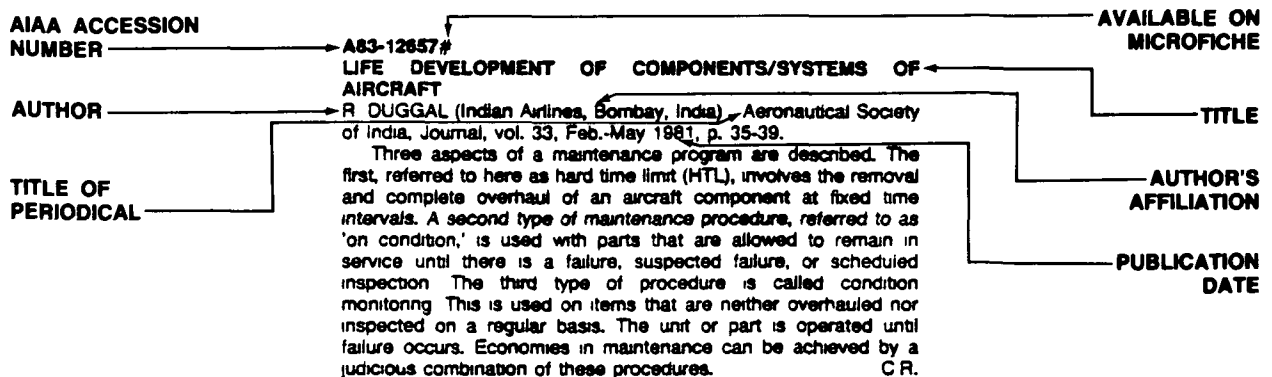 AIAA ACCESSION
NUMBER
AVAILABLE ON
MICROFICHE
A83-12657#
LIFE DEVELOPMENT OF COMPONENTS/SYSTEMS OF
AIRCRAFT
TITLE
AUTHOR
R DUGGAL (Indian Airlines, Bombay, India) Aeronautical Society
of India, Journal, vol. 33, Feb.-May 1981, p. 35-39.
Three aspects of a maintenance program are described. The
first, referred to here as hard time limit (HTL), involves the removal
and complete overhaul of an aircraft component at fixed time
intervals. A second type of maintenance procedure, referred to as
'on condition,' is used with parts that are allowed to remain in
service until there is a failure, suspected failure, or scheduled
inspection The third type of procedure is called condition
monitoring This is used on items that are neither overhauled nor
inspected on a regular basis. The unit or part is operated until
failure occurs. Economies in maintenance can be achieved by a
judicious combination of these procedures. C R.
TITLE OF
PERIODICAL
AUTHOR'S
AFFILIATION
PUBLICATION
DATE